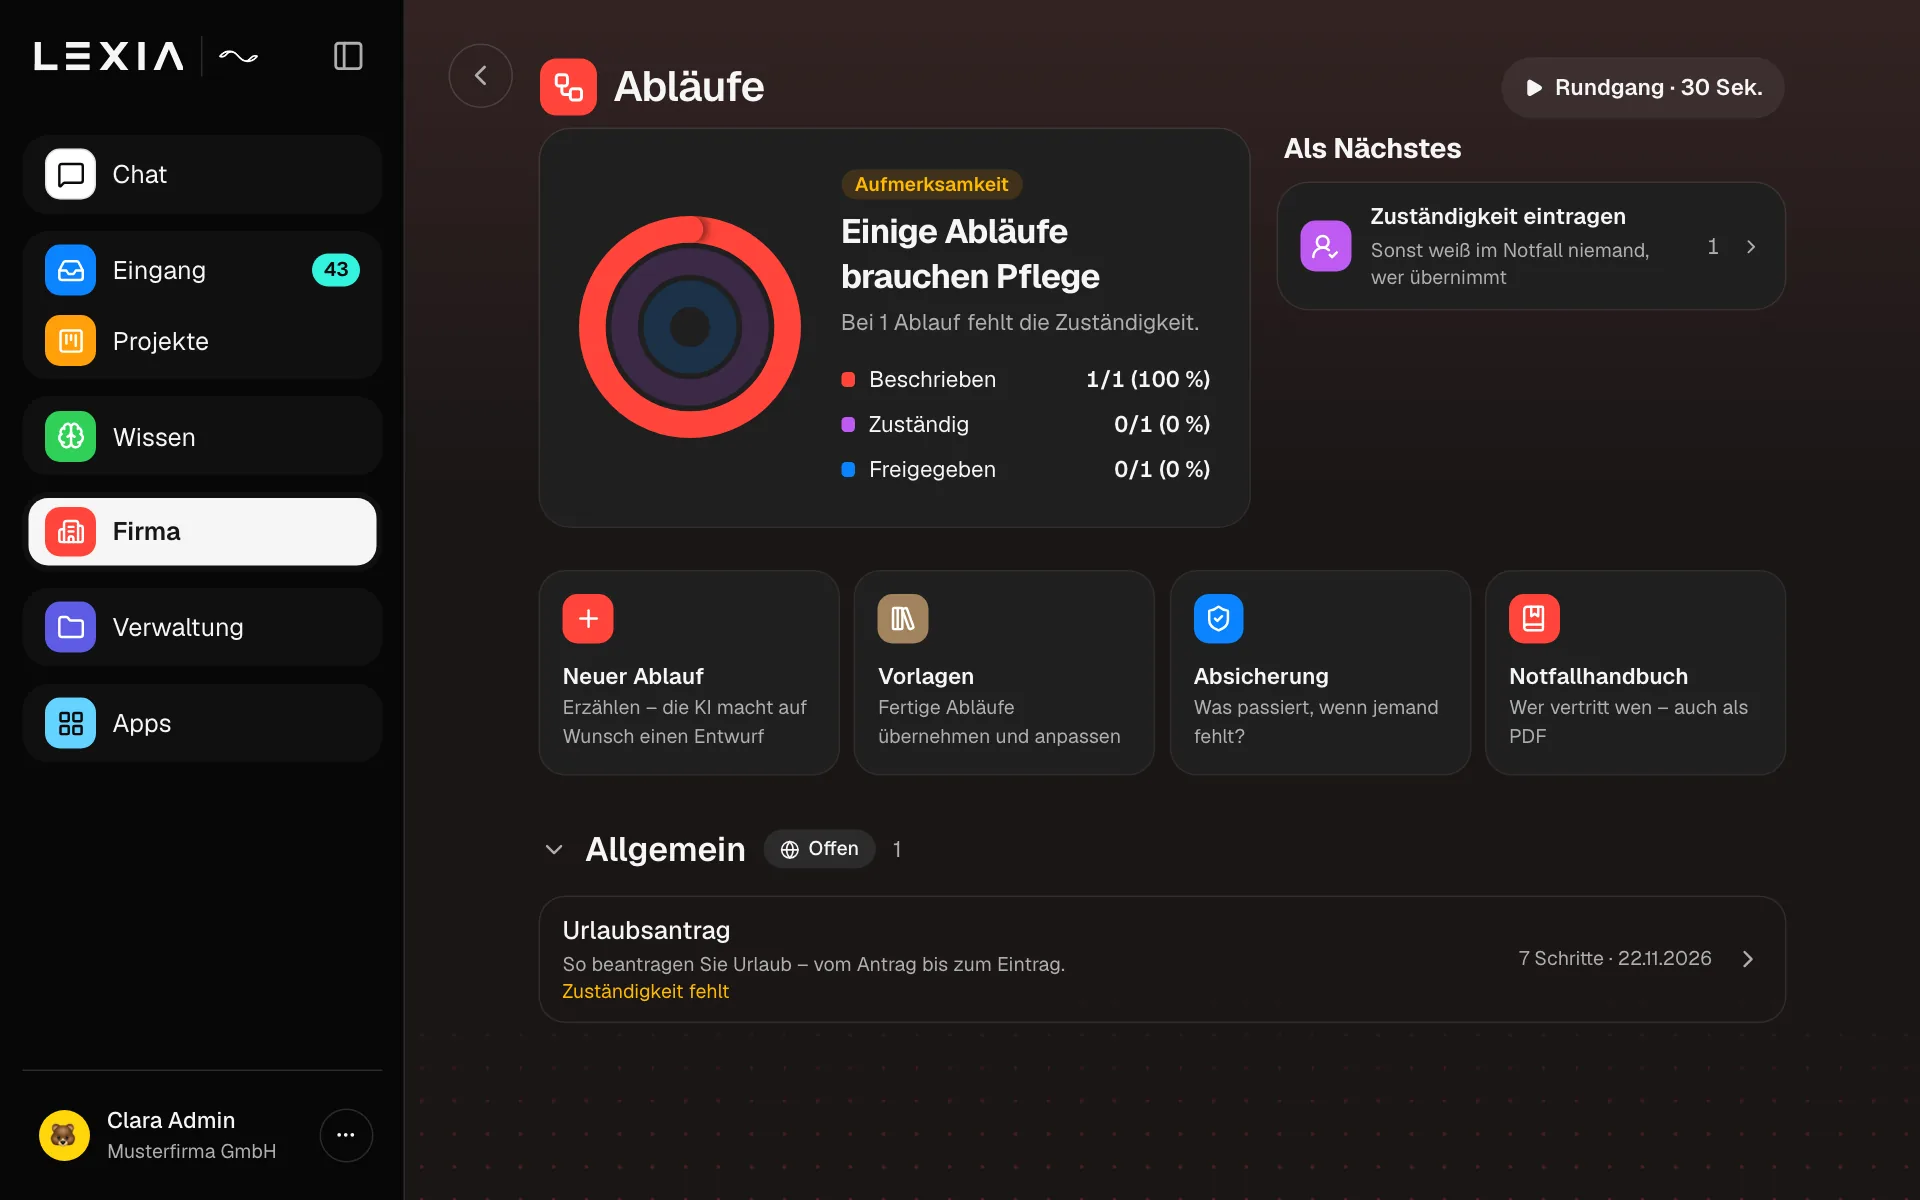 LEXIA
Chat
Eingang
43
Projekte
Wissen
Firma
Verwaltung
Apps
Clara Admin
Musterfirma GmbH
Abläufe
Rundgang · 30 Sek.
Aufmerksamkeit
Einige Abläufe
brauchen Pflege
Bei 1 Ablauf fehlt die Zuständigkeit.
Beschrieben 1/1 (100 %)
Zuständig 0/1 (0 %)
Freigegeben 0/1 (0 %)
Als Nächstes
Zuständigkeit eintragen
Sonst weiß im Notfall niemand,
wer übernimmt
1
Neuer Ablauf
Erzählen – die KI macht auf
Wunsch einen Entwurf
Vorlagen
Fertige Abläufe
übernehmen und anpassen
Absicherung
Was passiert, wenn jemand
fehlt?
Notfallhandbuch
Wer vertritt wen – auch als
PDF
Allgemein
Offen
1
Urlaubsantrag
So beantragen Sie Urlaub – vom Antrag bis zum Eintrag.
Zuständigkeit fehlt
7 Schritte · 22.11.2026